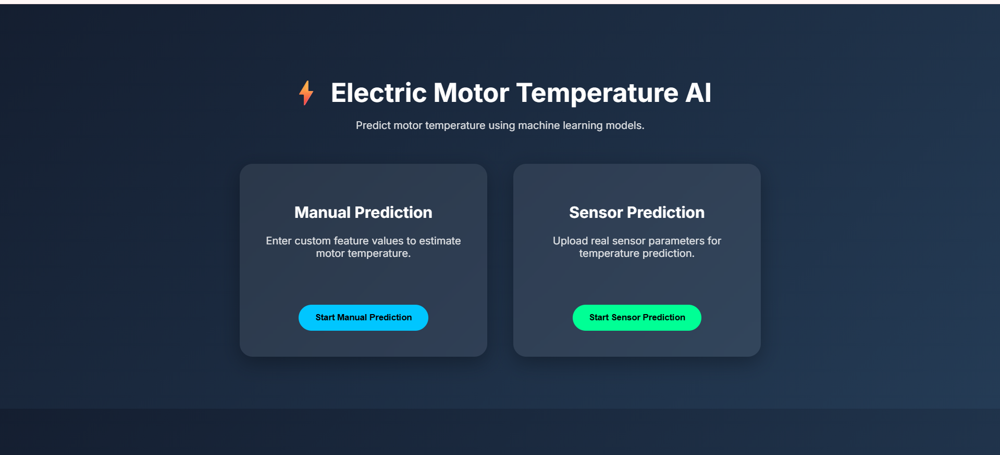 Electric Motor Temperature AI
Predict motor temperature using machine learning models.
Manual Prediction
Enter custom feature values to estimate
motor temperature.
Start Manual Prediction
Sensor Prediction
Upload real sensor parameters for
temperature prediction.
Start Sensor Prediction